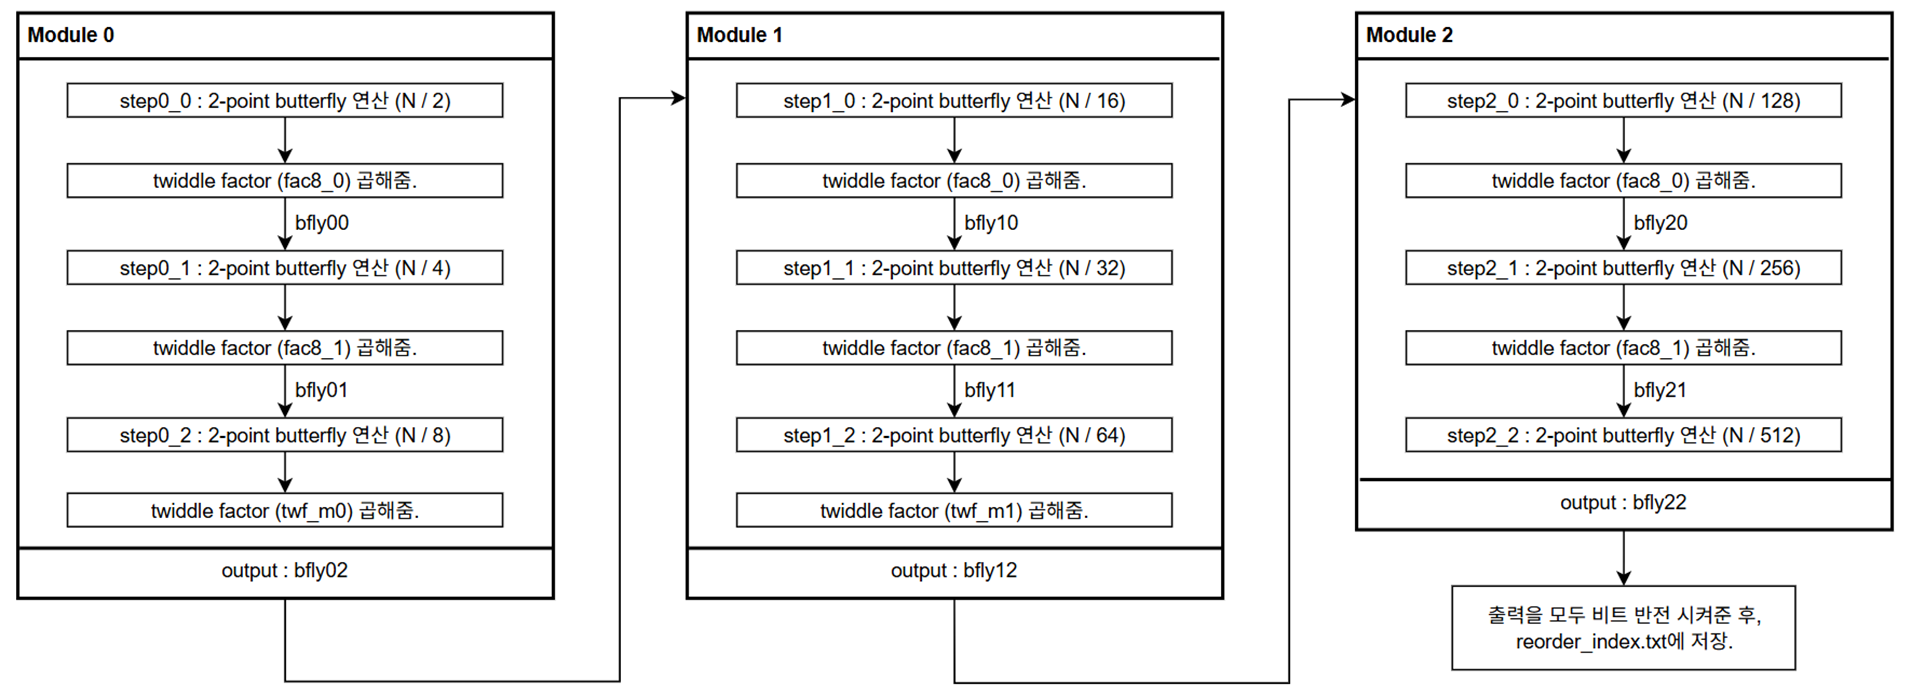 Module 0
step0_0 : 2-point butterfly 연산 (N / 2)
twiddle factor (fac8_0) 곱해줌.
bfly00
step0_1 : 2-point butterfly 연산 (N / 4)
twiddle factor (fac8_1) 곱해줌.
bfly01
step0_2 : 2-point butterfly 연산 (N / 8)
twiddle factor (twf_m0) 곱해줌.
output : bfly02
Module 1
step1_0 : 2-point butterfly 연산 (N / 16)
twiddle factor (fac8_0) 곱해줌.
bfly10
step1_1 : 2-point butterfly 연산 (N / 32)
twiddle factor (fac8_1) 곱해줌.
bfly11
step1_2 : 2-point butterfly 연산 (N / 64)
twiddle factor (twf_m1) 곱해줌.
output : bfly12
Module 2
step2_0 : 2-point butterfly 연산 (N / 128)
twiddle factor (fac8_0) 곱해줌.
bfly20
step2_1 : 2-point butterfly 연산 (N / 256)
twiddle factor (fac8_1) 곱해줌.
bfly21
step2_2 : 2-point butterfly 연산 (N / 512)
output : bfly22
출력을 모두 비트 반전 시켜준 후,
reorder_index.txt에 저장.